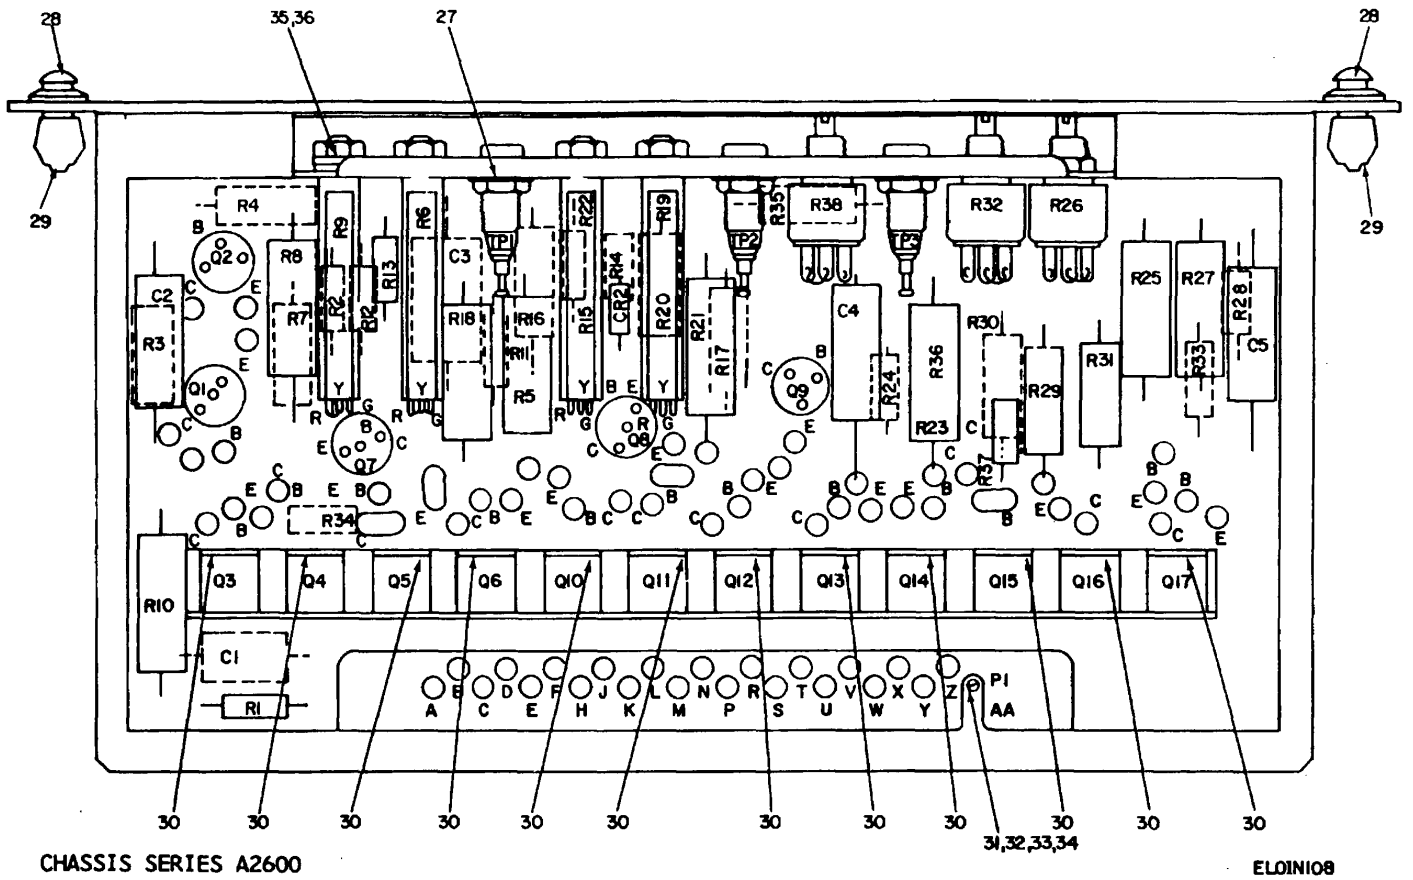 28
35,36
27
28
29
29
R4
R9
R6
R22
R19
R35
R38
R32
R26
B
Q2
R8
R13
C3
TP1
R14
TP2
TP3
R25
R27
R28
C2
C
E
R7
R2
R12
R18
R16
R15
CR2
R20
R21
C4
R30
R3
E
R11
R17
R36
R31
R33
C5
Q1
Y
Y
R5
Y
B
E
Y
C
B
Q9
R24
R29
R
G
R
R
G
R
G
C
B
E
B
C
Q7
C
Q8
E
E
R23
C
C
R37
C
E
B
E
B
E
B
B
E
E
B
B
B
R34
E
C
B
E
B
C
C
C
C
B
E
C
C
E
C
C
Q3
Q4
Q5
Q6
Q10
Q11
Q12
Q13
Q14
Q15
Q16
Q17
R10
C1
R1
B
D
F
J
L
N
R
T
V
X
Z
P1
A
C
E
H
K
M
P
S
U
W
Y
AA
30
30
30
30
30
30
30
30
30
30
30
30
31,32,33,34
CHASSIS SERIES A2600
EL0IN108